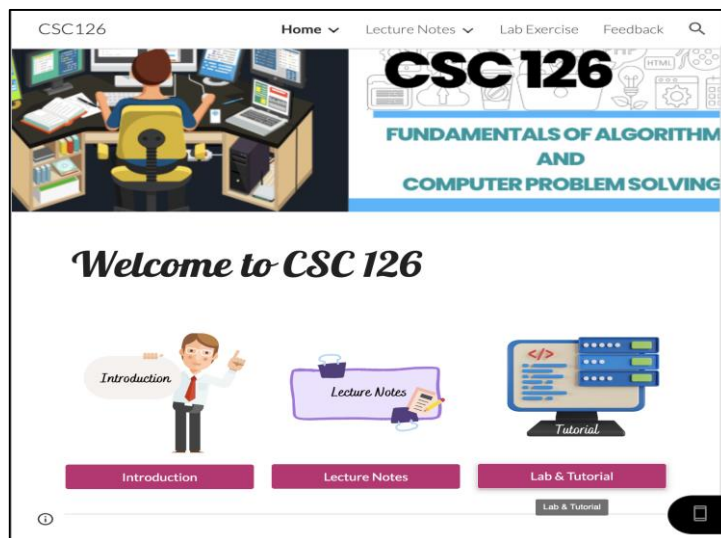 CSC126
Home Lecture Notes Lab Exercise Feedback
CSC 126
HTML
FUNDAMENTALS OF ALGORITHM
AND
COMPUTER PROBLEM SOLVING
Welcome to CSC 126
Introduction
Lecture Notes
</>
Tutorial
Introduction
Lecture Notes
Lab & Tutorial
Lab & Tutorial